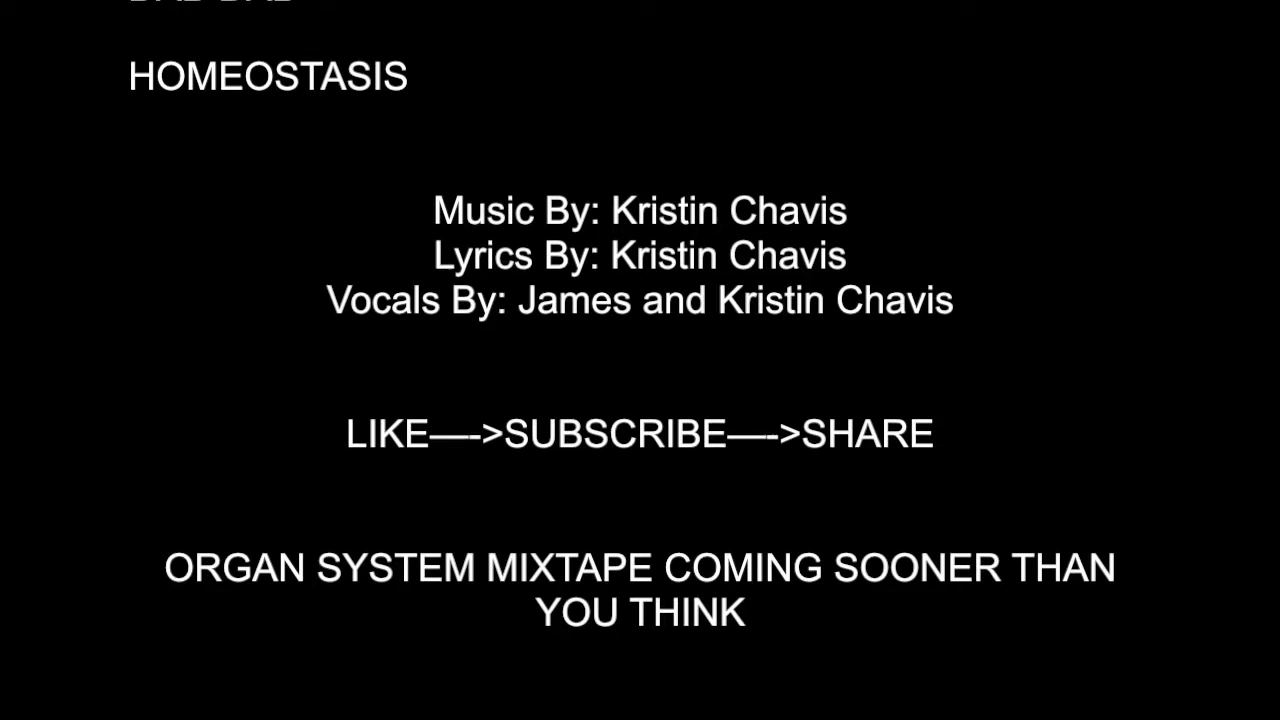 HOMEOSTASIS
Music By: Kristin Chavis
Lyrics By: Kristin Chavis
Vocals By: James and Kristin Chavis
LIKE—->SUBSCRIBE—->SHARE
ORGAN SYSTEM MIXTAPE COMING SOONER THAN
YOU THINK